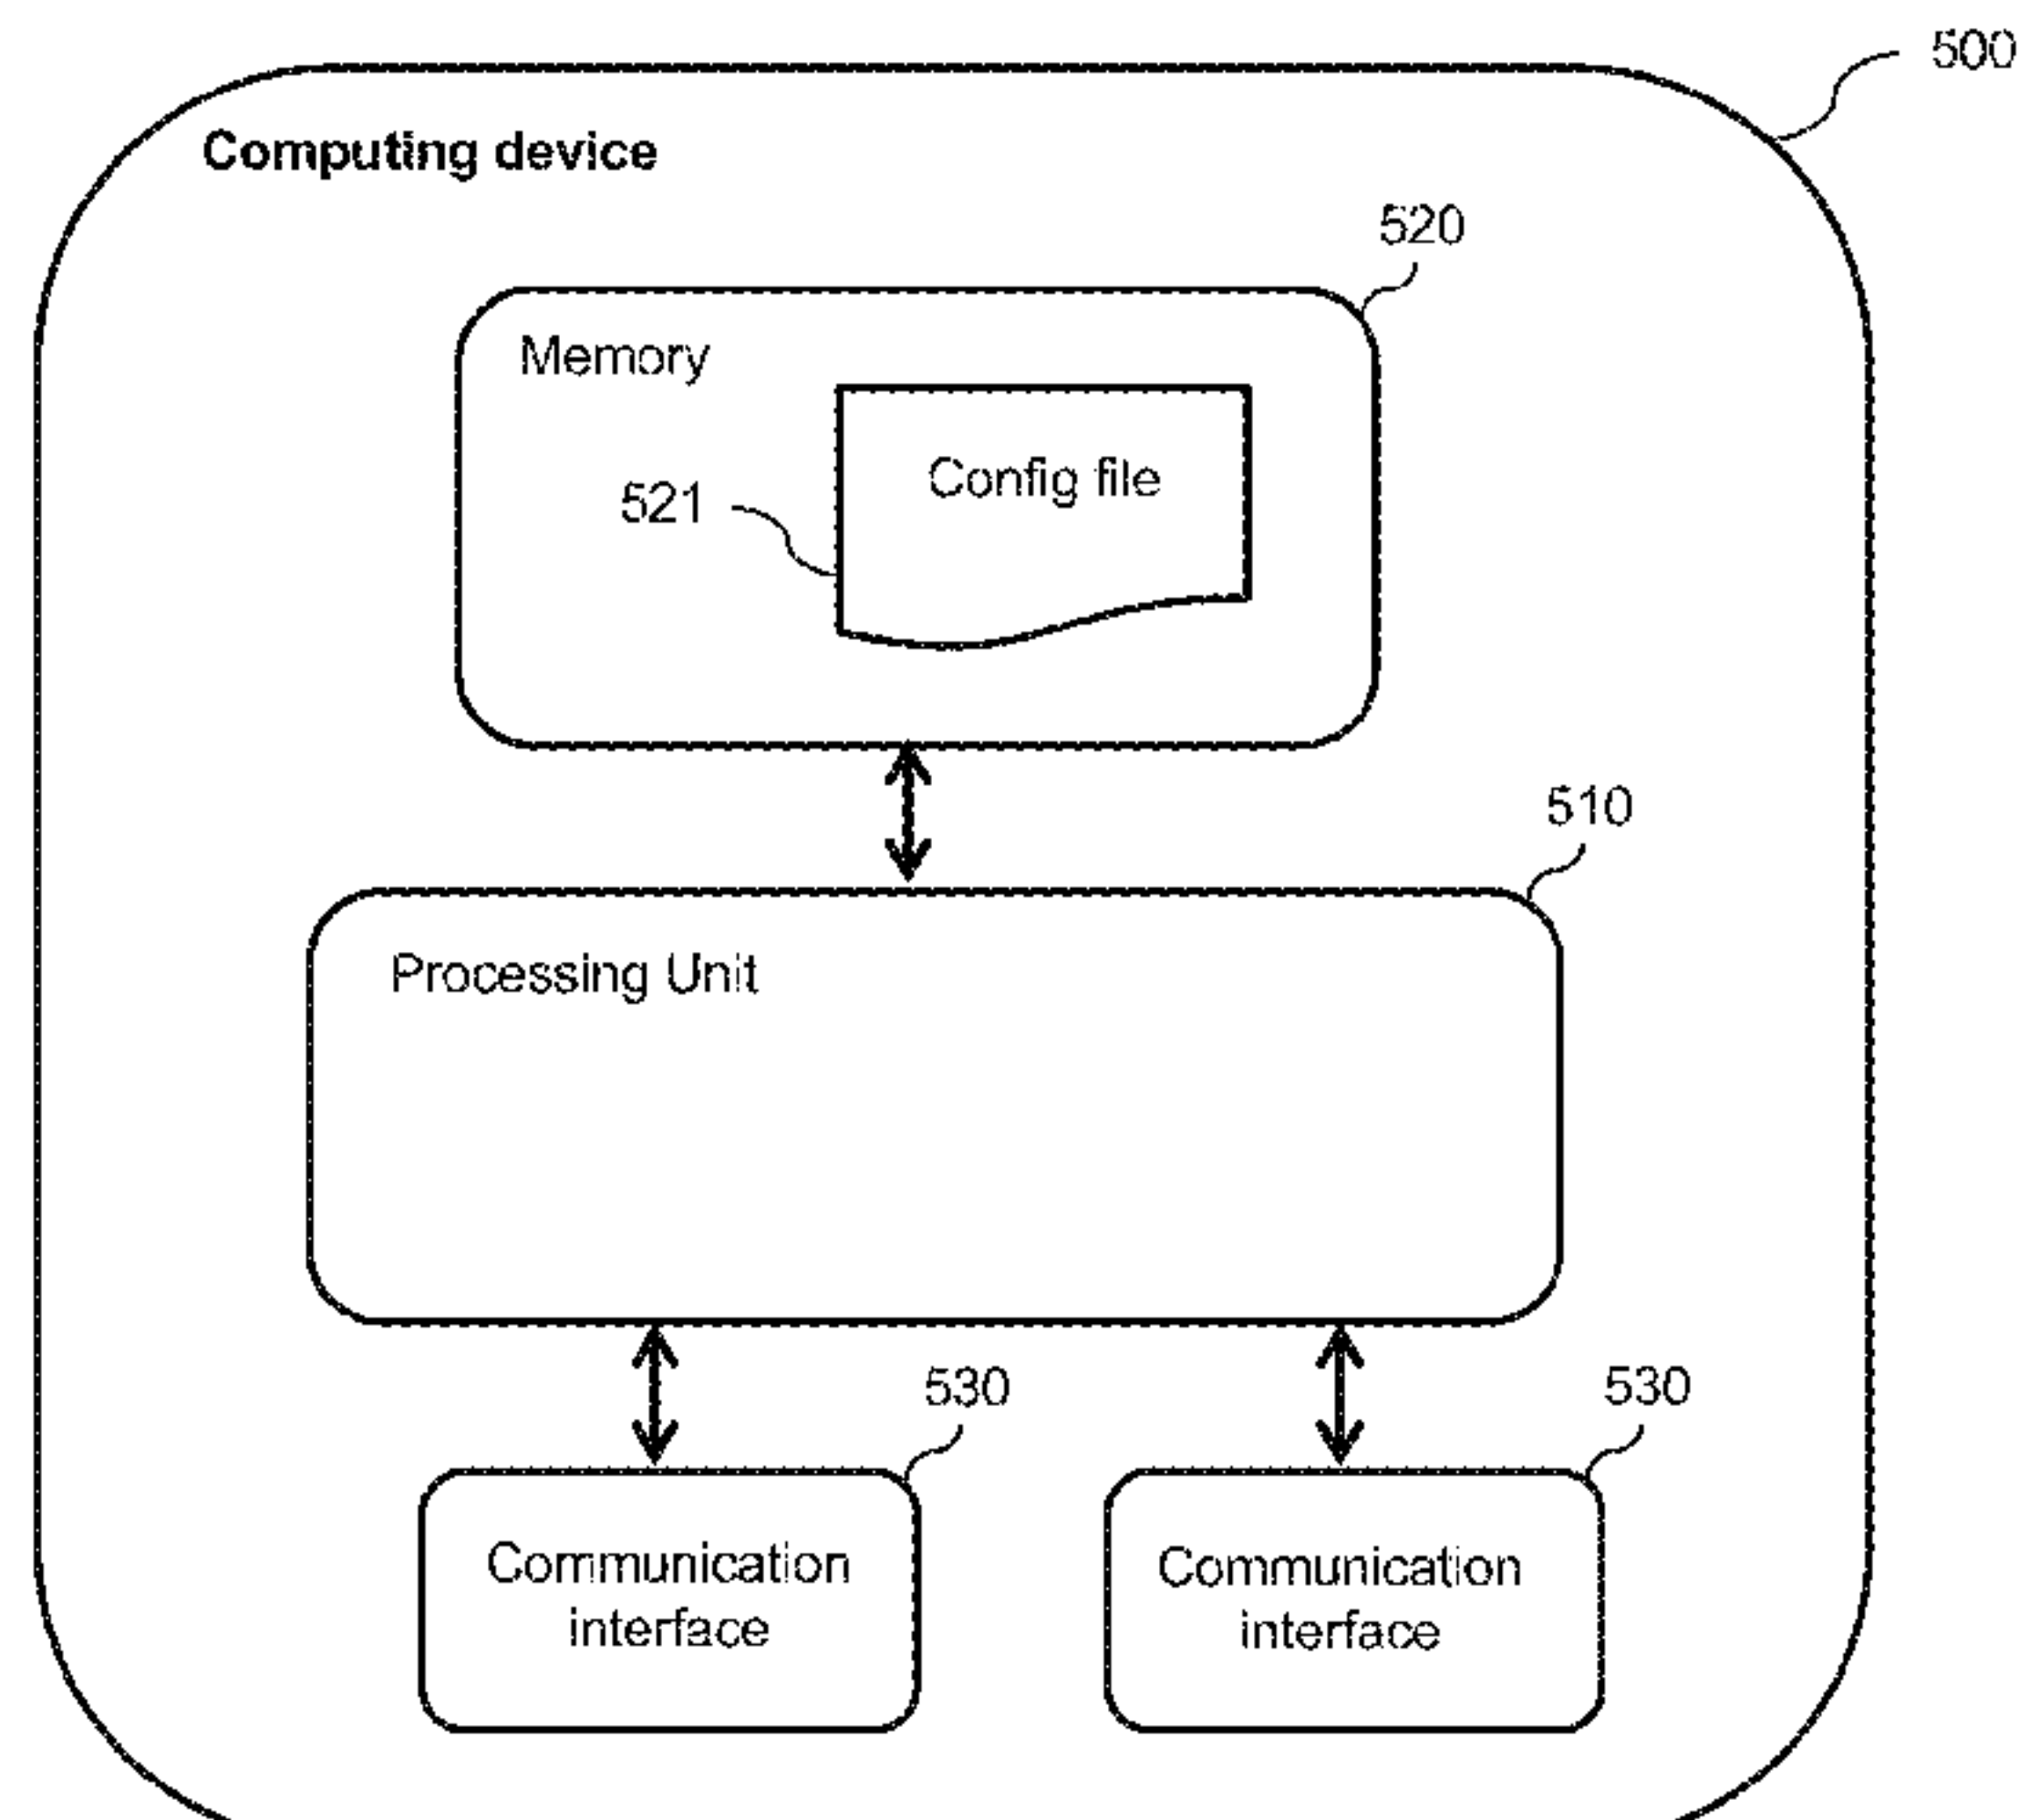 500
Computing device
520
Memory
Config file
521
510
Processing Unit
530
530
Communication
interface
Communication
interface